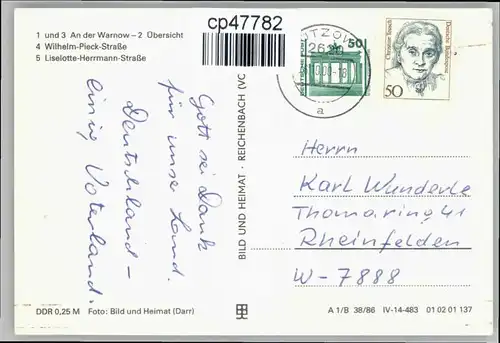 1 und 3 An der Warnow – 2 Übersicht
4 Wilhelm-Pieck-Straße
5 Liselotte-Herrmann-Straße
cp47782
Gott sei Dank
für unser Land.
Deutschland –
einig Vaterland.
DDR 0,25 M Foto: Bild und Heimat (Darr)
BILD UND HEIMAT · REICHENBACH (VC
50
DEUTSCHE POST
a
50
Herrn
Karl Wunderle
Thomaring 41
Rheinfelden
W-7888
A 1/B 38/86 IV-14-483 01 02 01 137